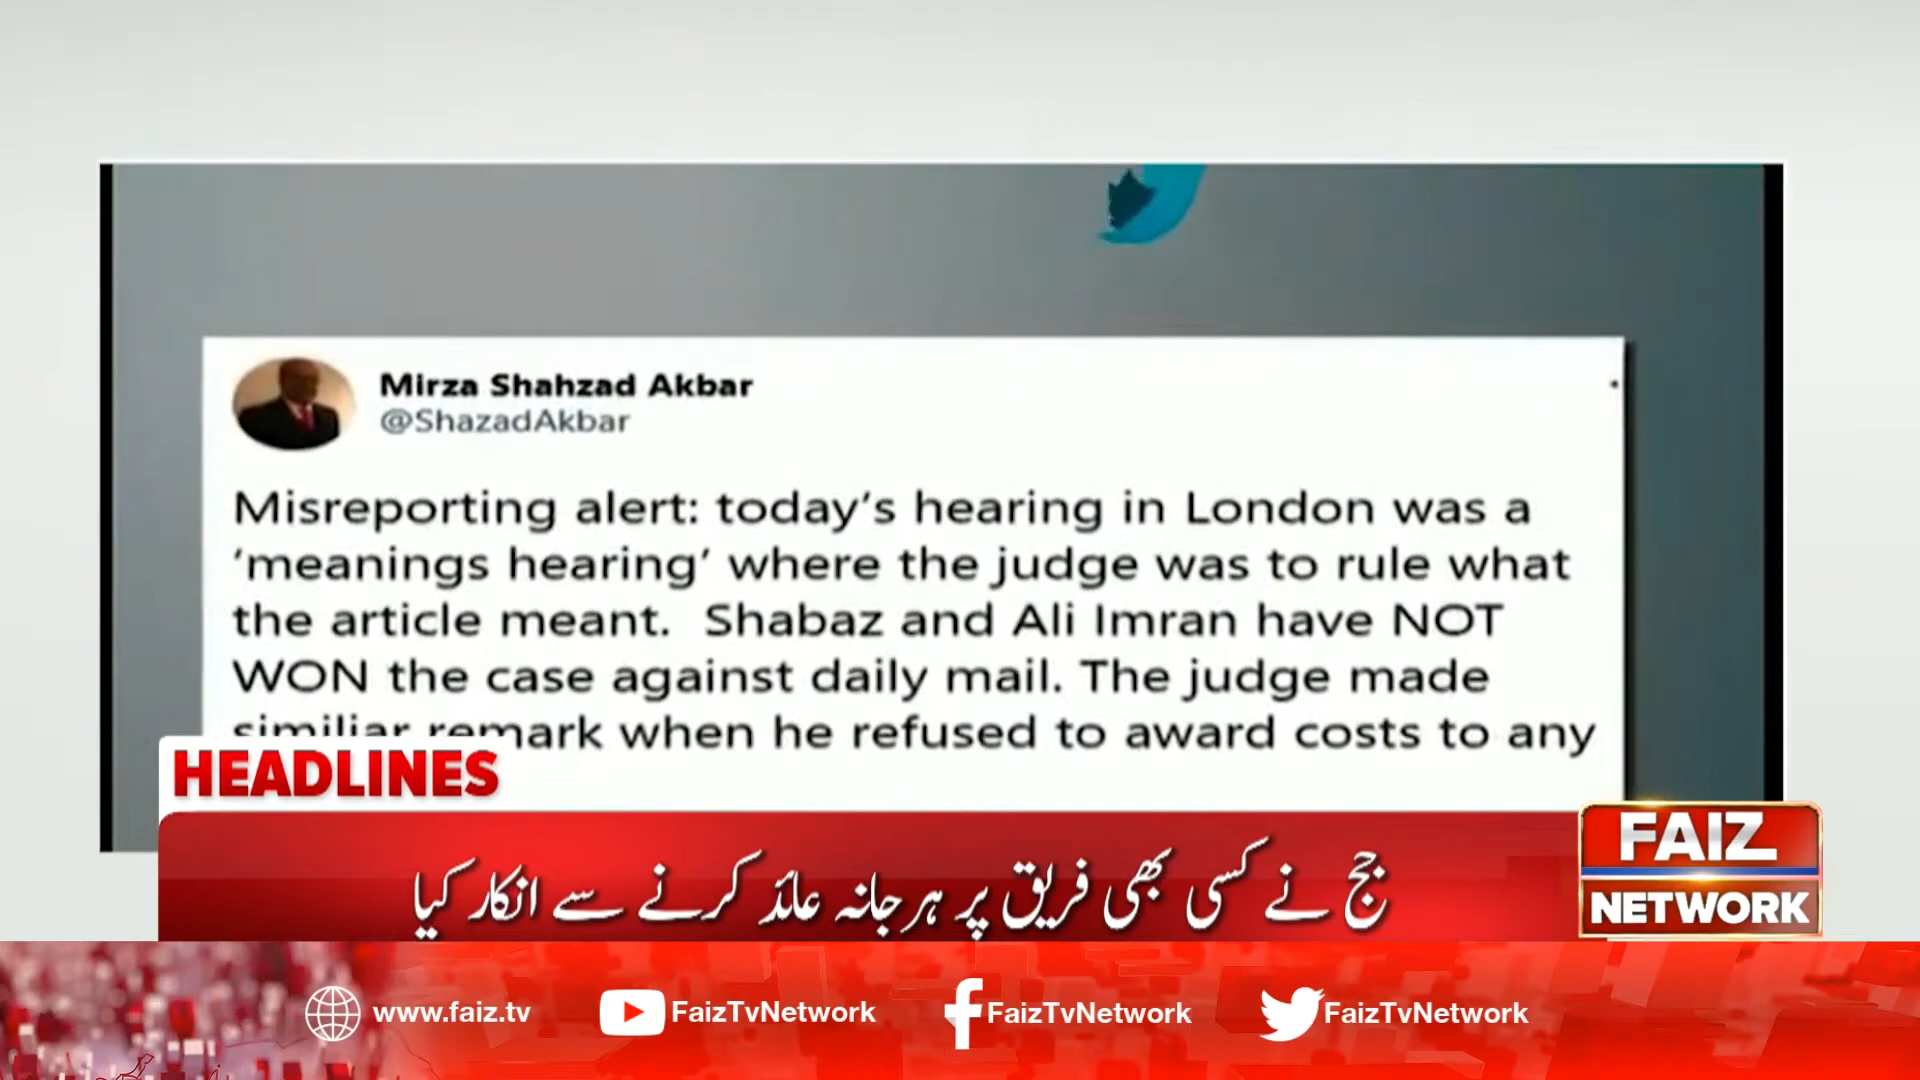 Mirza Shahzad Akbar
@ShazadAkbar
Misreporting alert: today's hearing in London was a
'meanings hearing' where the judge was to rule what
the article meant.  Shabaz and Ali Imran have NOT
WON the case against daily mail. The judge made
similiar remark when he refused to award costs to any
HEADLINES
جج نے کسی بھی فریق پر ہرجانہ عائد کرنے سے انکار کیا
FAIZ
NETWORK
www.faiz.tv
FaizTvNetwork
FaizTvNetwork
FaizTvNetwork